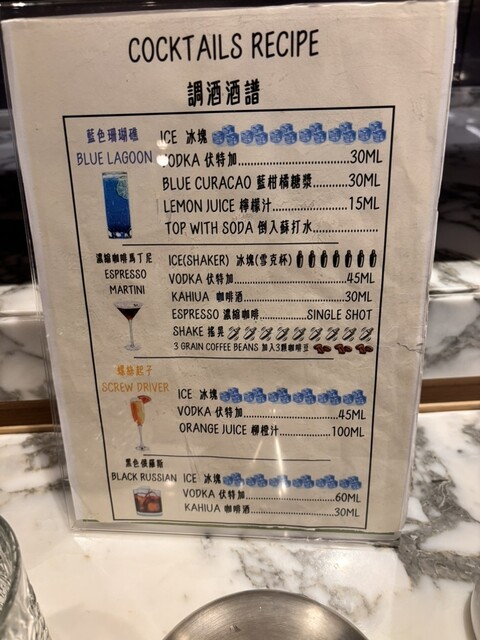 COCKTAILS RECIPE
調酒酒譜
藍色珊瑚礁
BLUE LAGOON
ICE 冰塊
VODKA 伏特加..........30ML
BLUE CURACAO 藍柑橘糖漿..........30ML
LEMON JUICE 檸檬汁..........15ML
TOP WITH SODA 倒入蘇打水..........
濃縮咖啡馬丁尼
ESPRESSO
MARTINI
ICE(SHAKER) 冰塊(雪克杯)
VODKA 伏特加..........45ML
KAHlUA 咖啡酒..........30ML
ESPRESSO 濃縮咖啡..........SINGLE SHOT
SHAKE 搖晃
3 GRAIN COFFEE BEANS 加入3顆咖啡豆
螺絲起子
SCREW DRIVER
ICE 冰塊
VODKA 伏特加..........45ML
ORANGE JUICE 柳橙汁..........100ML
黑色俄羅斯
BLACK RUSSIAN
ICE 冰塊
VODKA 伏特加..........60ML
KAHlUA 咖啡酒..........30ML